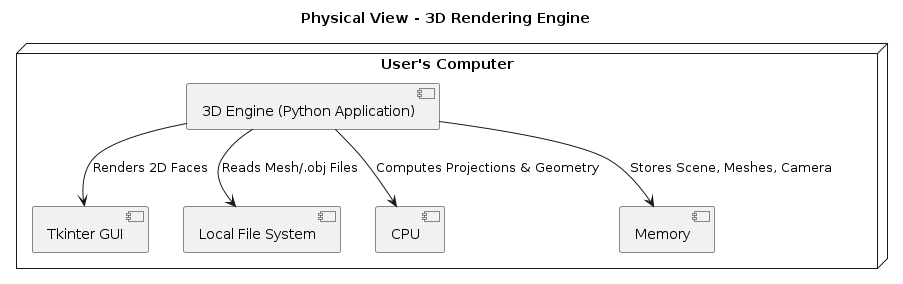 Physical View - 3D Rendering Engine
User's Computer
3D Engine (Python Application)
Renders 2D Faces
Reads Mesh/.obj Files
Computes Projections & Geometry
Stores Scene, Meshes, Camera
Tkinter GUI
Local File System
CPU
Memory